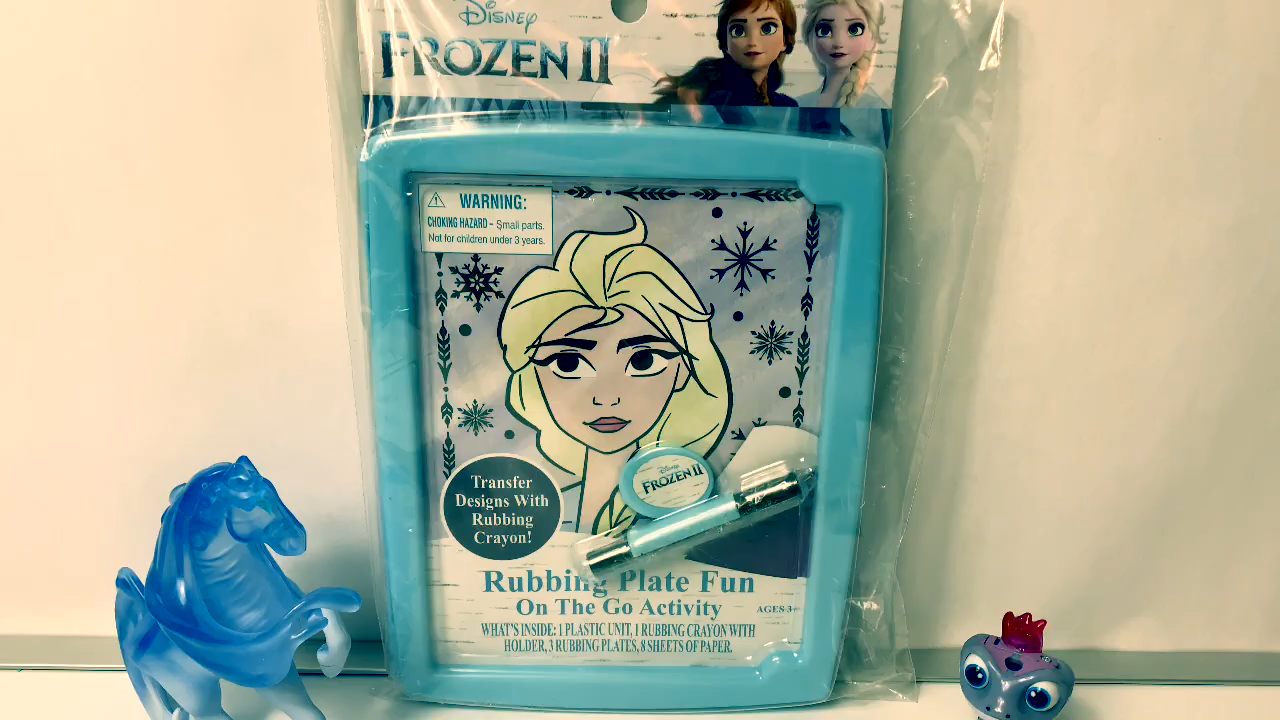 Disney
FROZEN II
WARNING:
CHOKING HAZARD – Small parts.
Not for children under 3 years.
Disney
FROZEN II
Transfer
Designs With
Rubbing
Crayon!
Rubbing Plate Fun
On The Go Activity
AGES 3+
WHAT'S INSIDE: 1 PLASTIC UNIT, 1 RUBBING CRAYON WITH
HOLDER, 3 RUBBING PLATES, 8 SHEETS OF PAPER.